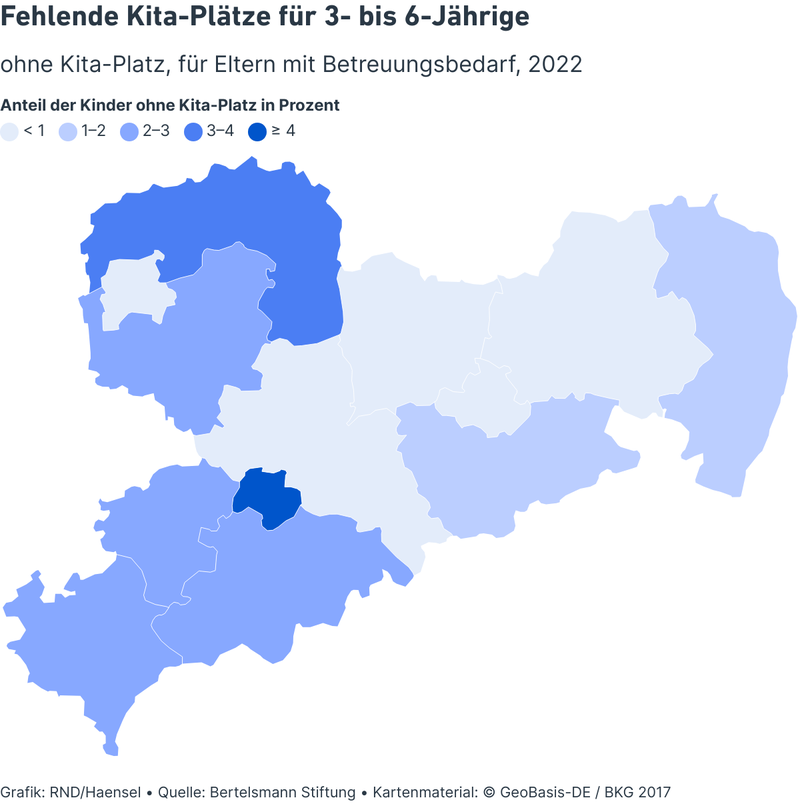 Fehlende Kita-Plätze für 3- bis 6-Jährige
ohne Kita-Platz, für Eltern mit Betreuungsbedarf, 2022
Anteil der Kinder ohne Kita-Platz in Prozent
< 1 1–2 2–3 3–4 ≥ 4
Grafik: RND/Haensel • Quelle: Bertelsmann Stiftung • Kartenmaterial: © GeoBasis-DE / BKG 2017